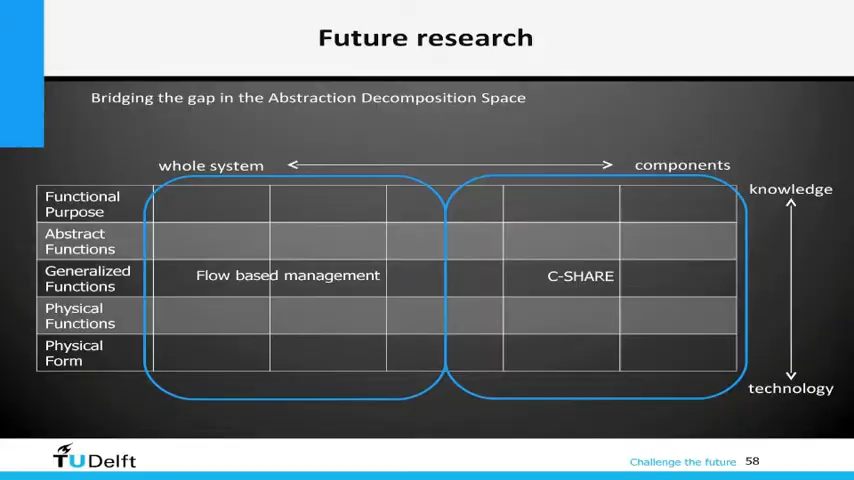 Future research
Bridging the gap in the Abstraction Decomposition Space
whole system
components
knowledge
Functional
Purpose
Abstract
Functions
Generalized
Functions
Flow based management
C-SHARE
Physical
Functions
Physical
Form
technology
TU Delft
Challenge the future 58